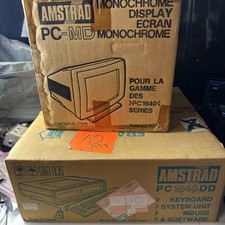 AMSTRAD
PC-MD
MONOCHROME
DISPLAY
ECRAN
MONOCHROME
POUR LA
GAMME
DES
>PC1640<
SERIES
AMSTRAD
PC1640DD
> KEYBOARD
SYSTEM UNIT
MOUSE
& SOFTWARE